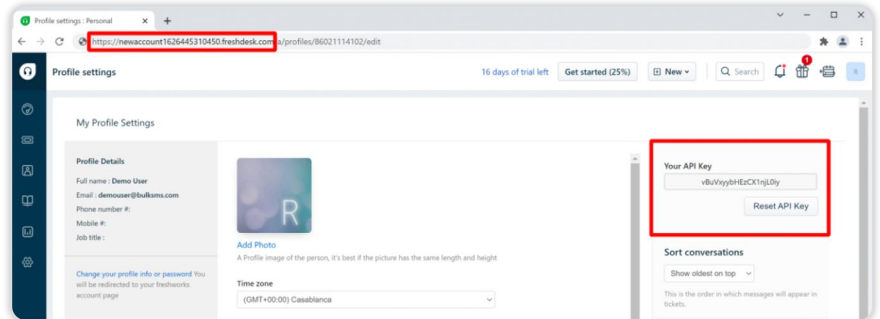 Profile settings : Personal
https://newaccount1626445310450.freshdesk.com/a/profiles/86021114102/edit
Profile settings
16 days of trial left
Get started (25%)
New
Search
1
My Profile Settings
Profile Details
Full name : Demo User
Email : demouser@bulksms.com
Phone number #:
Mobile #:
Job title :
Change your profile info or password You
will be redirected to your freshworks
account page
R
Add Photo
A Profile image of the person, it's best if the picture has the same length and height
Time zone
(GMT+00:00) Casablanca
Your API Key
vBuVxyybHEzCX1njL0iy
Reset API Key
Sort conversations
Show oldest on top
This is the order in which messages will appear in
tickets.